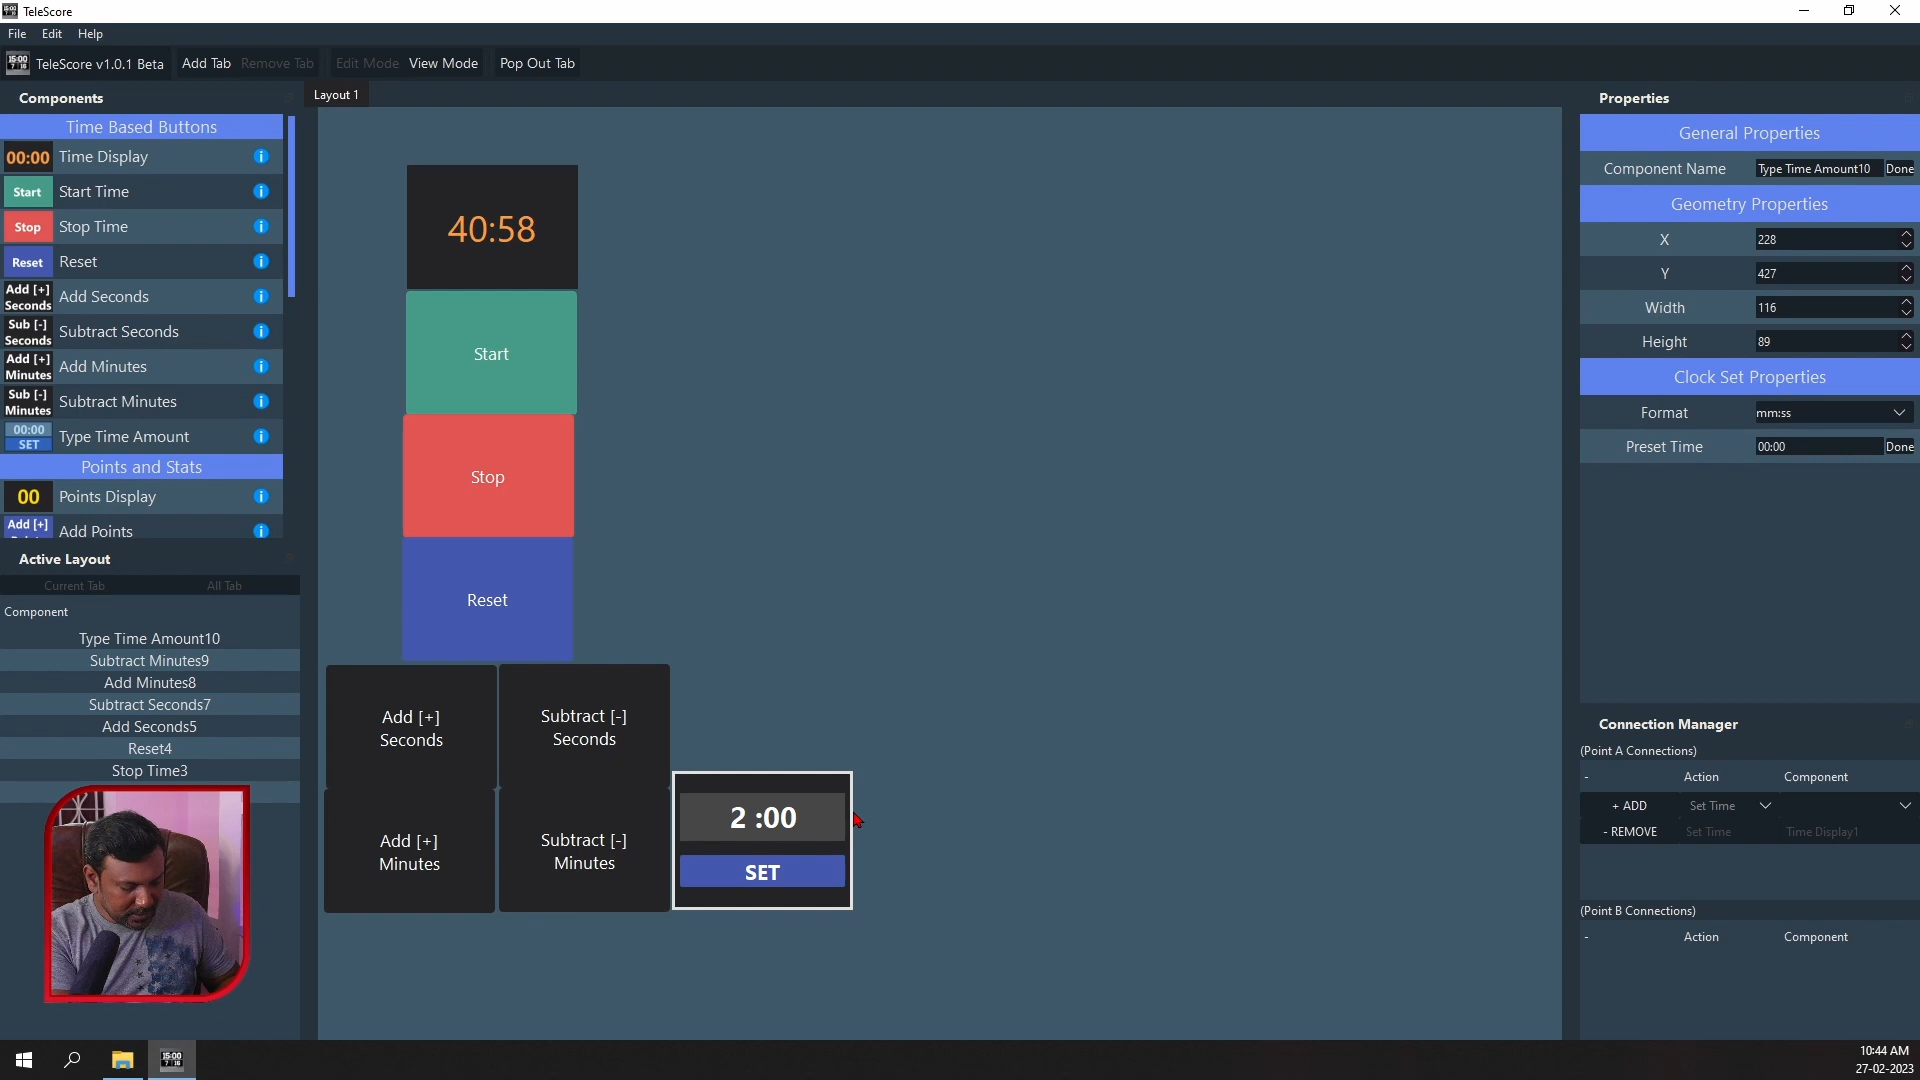 TeleScore
File Edit Help
TeleScore v1.0.1 Beta Add Tab Remove Tab Edit Mode View Mode Pop Out Tab
Components
Time Based Buttons
00:00 Time Display
Start Start Time
Stop Stop Time
Reset Reset
Add [+] Seconds Add Seconds
Sub [-] Seconds Subtract Seconds
Add [+] Minutes Add Minutes
Sub [-] Minutes Subtract Minutes
00:00 SET Type Time Amount
Points and Stats
00 Points Display
Add [+] Add Points
Active Layout
Current Tab All Tab
Component
Type Time Amount10
Subtract Minutes9
Add Minutes8
Subtract Seconds7
Add Seconds5
Reset4
Stop Time3
Layout 1
40:58
Start
Stop
Reset
Add [+]
Seconds
Subtract [-]
Seconds
Add [+]
Minutes
Subtract [-]
Minutes
2 :00
SET
Properties
General Properties
Component Name Type Time Amount10 Done
Geometry Properties
X 228
Y 427
Width 116
Height 89
Clock Set Properties
Format mm:ss
Preset Time 00:00 Done
Connection Manager
(Point A Connections)
- Action Component
+ ADD Set Time
- REMOVE Set Time Time Display1
(Point B Connections)
- Action Component
10:44 AM
27-02-2023